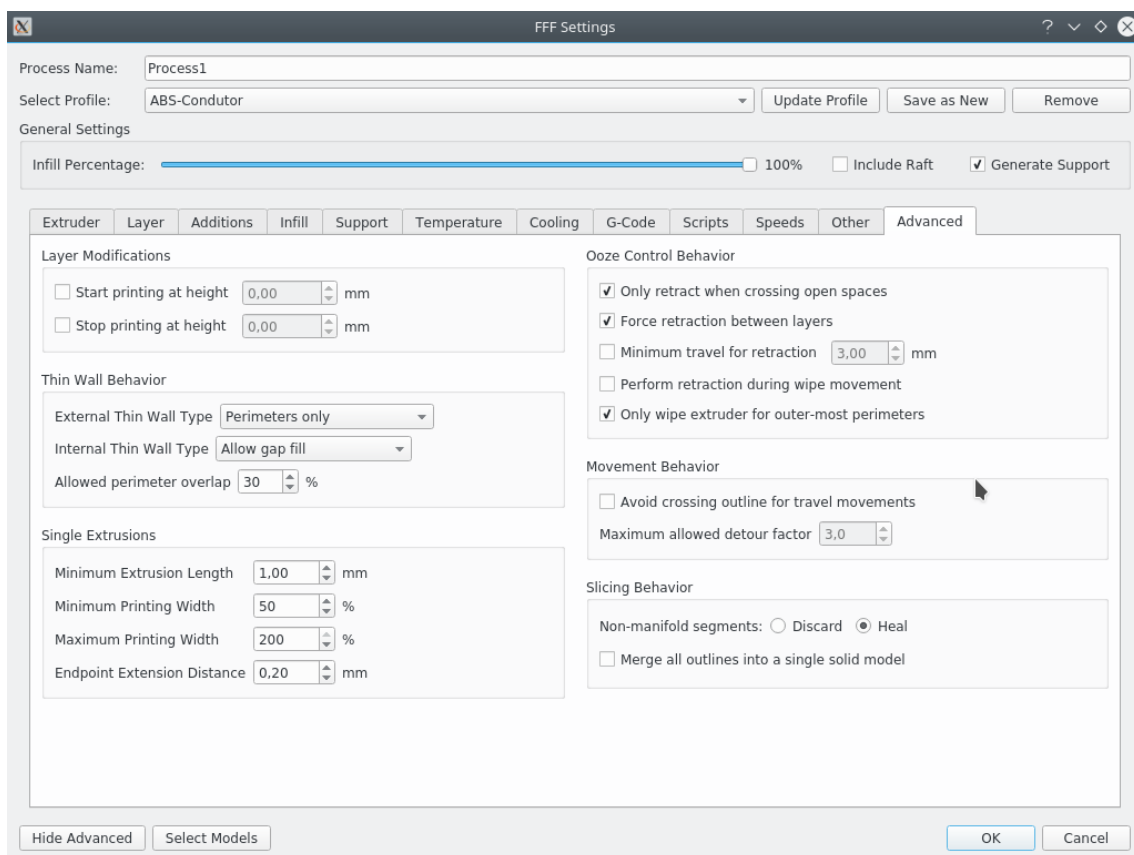 FFF Settings
Process Name: Process1
Select Profile: ABS-Condutor Update Profile Save as New Remove
General Settings
Infill Percentage: 100% Include Raft Generate Support
Extruder Layer Additions Infill Support Temperature Cooling G-Code Scripts Speeds Other Advanced
Layer Modifications
Start printing at height 0,00 mm
Stop printing at height 0,00 mm
Thin Wall Behavior
External Thin Wall Type Perimeters only
Internal Thin Wall Type Allow gap fill
Allowed perimeter overlap 30 %
Single Extrusions
Minimum Extrusion Length 1,00 mm
Minimum Printing Width 50 %
Maximum Printing Width 200 %
Endpoint Extension Distance 0,20 mm
Ooze Control Behavior
Only retract when crossing open spaces
Force retraction between layers
Minimum travel for retraction 3,00 mm
Perform retraction during wipe movement
Only wipe extruder for outer-most perimeters
Movement Behavior
Avoid crossing outline for travel movements
Maximum allowed detour factor 3,0
Slicing Behavior
Non-manifold segments: Discard Heal
Merge all outlines into a single solid model
Hide Advanced Select Models OK Cancel